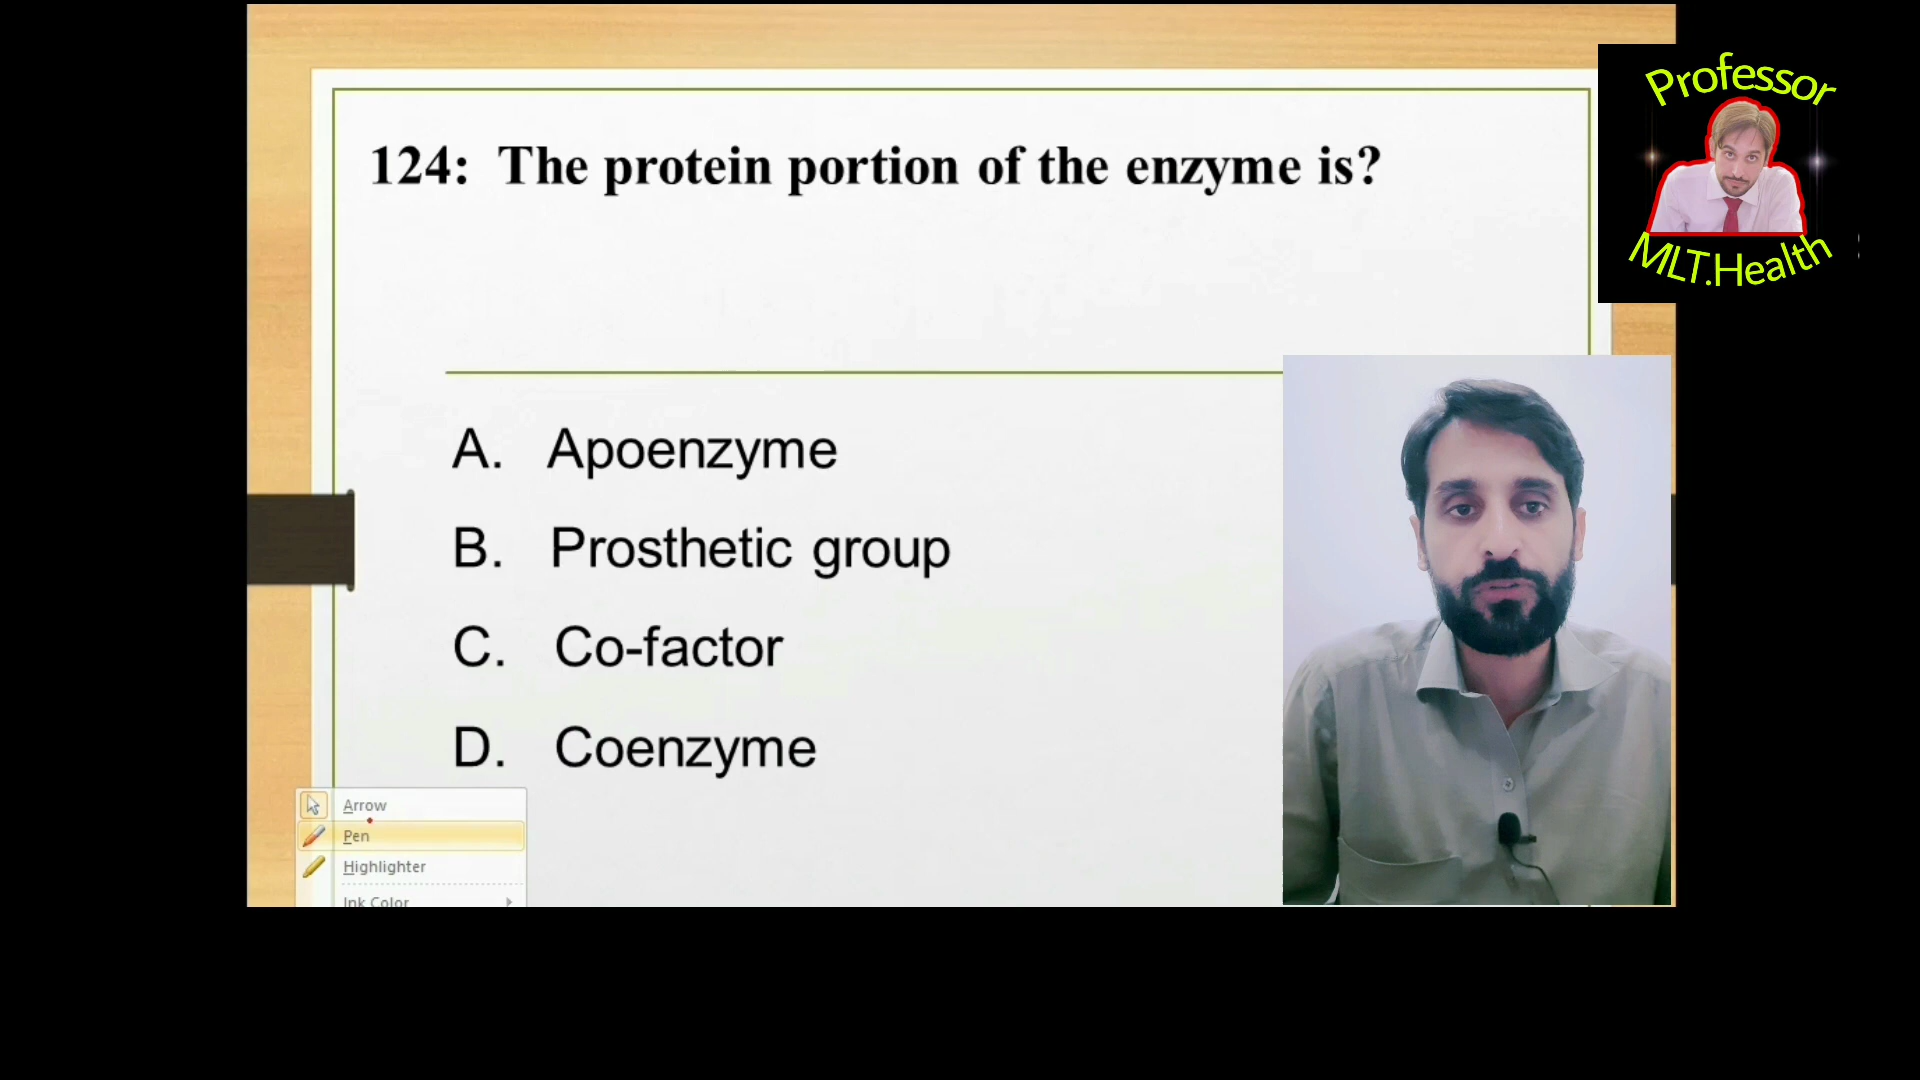 124: The protein portion of the enzyme is?
A. Apoenzyme
B. Prosthetic group
C. Co-factor
D. Coenzyme
Arrow
Pen
Highlighter
Ink Color
Professor
MLT.Health